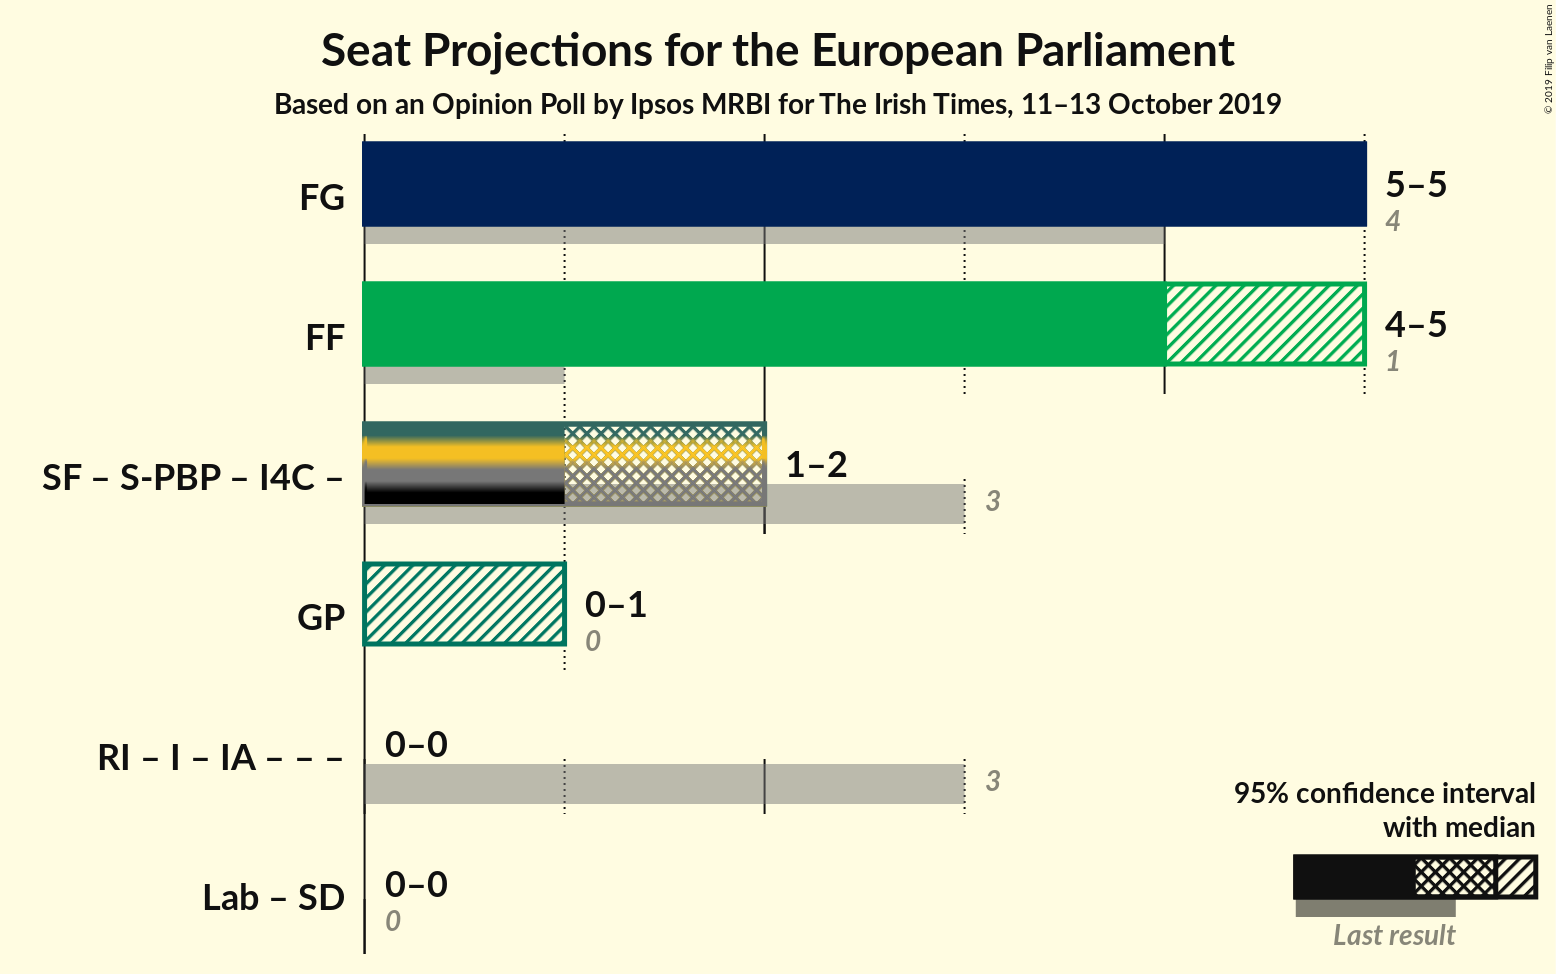 Seat Projections for the European Parliament
Based on an Opinion Poll by Ipsos MRBI for The Irish Times, 11–13 October 2019
© 2019 Filip van Laenen
FG
5–5
4
FF
4–5
1
SF – S-PBP – I4C –
1–2
3
GP
0–1
0
RI – I – IA – – –
0–0
3
Lab – SD
0–0
0
95% confidence interval
with median
Last result